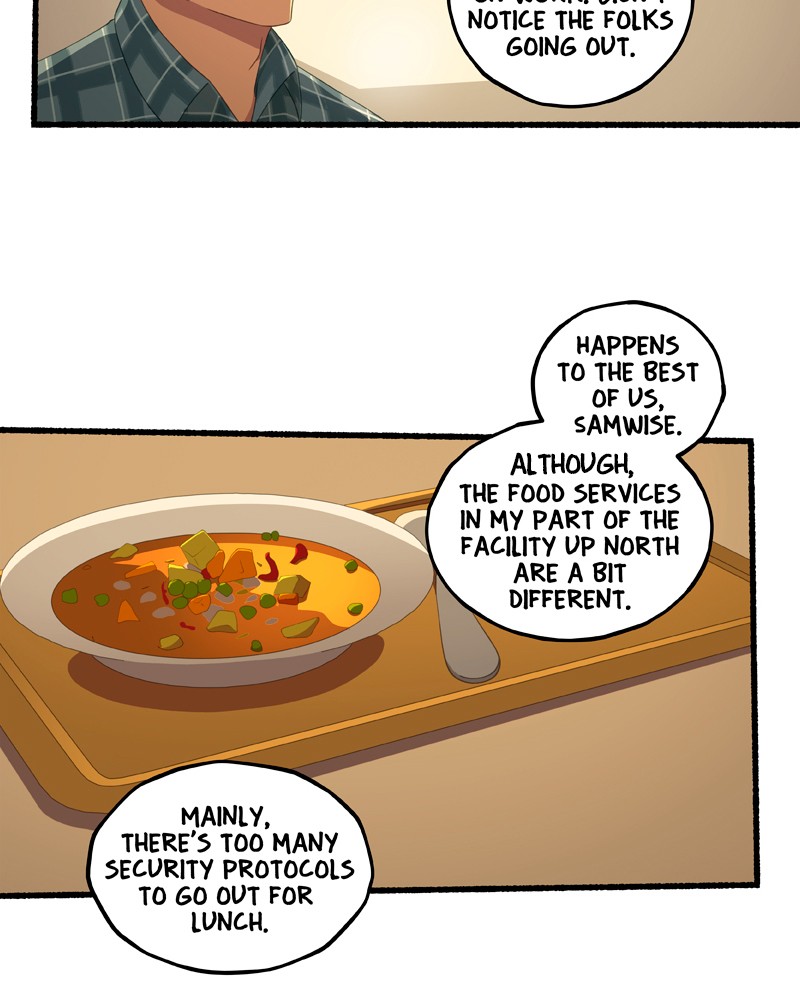 NOTICE THE FOLKS
GOING OUT.
HAPPENS
TO THE BEST
OF US,
SAMWISE.
ALTHOUGH,
THE FOOD SERVICES
IN MY PART OF THE
FACILITY UP NORTH
ARE A BIT
DIFFERENT.
MAINLY,
THERE'S TOO MANY
SECURITY PROTOCOLS
TO GO OUT FOR
LUNCH.